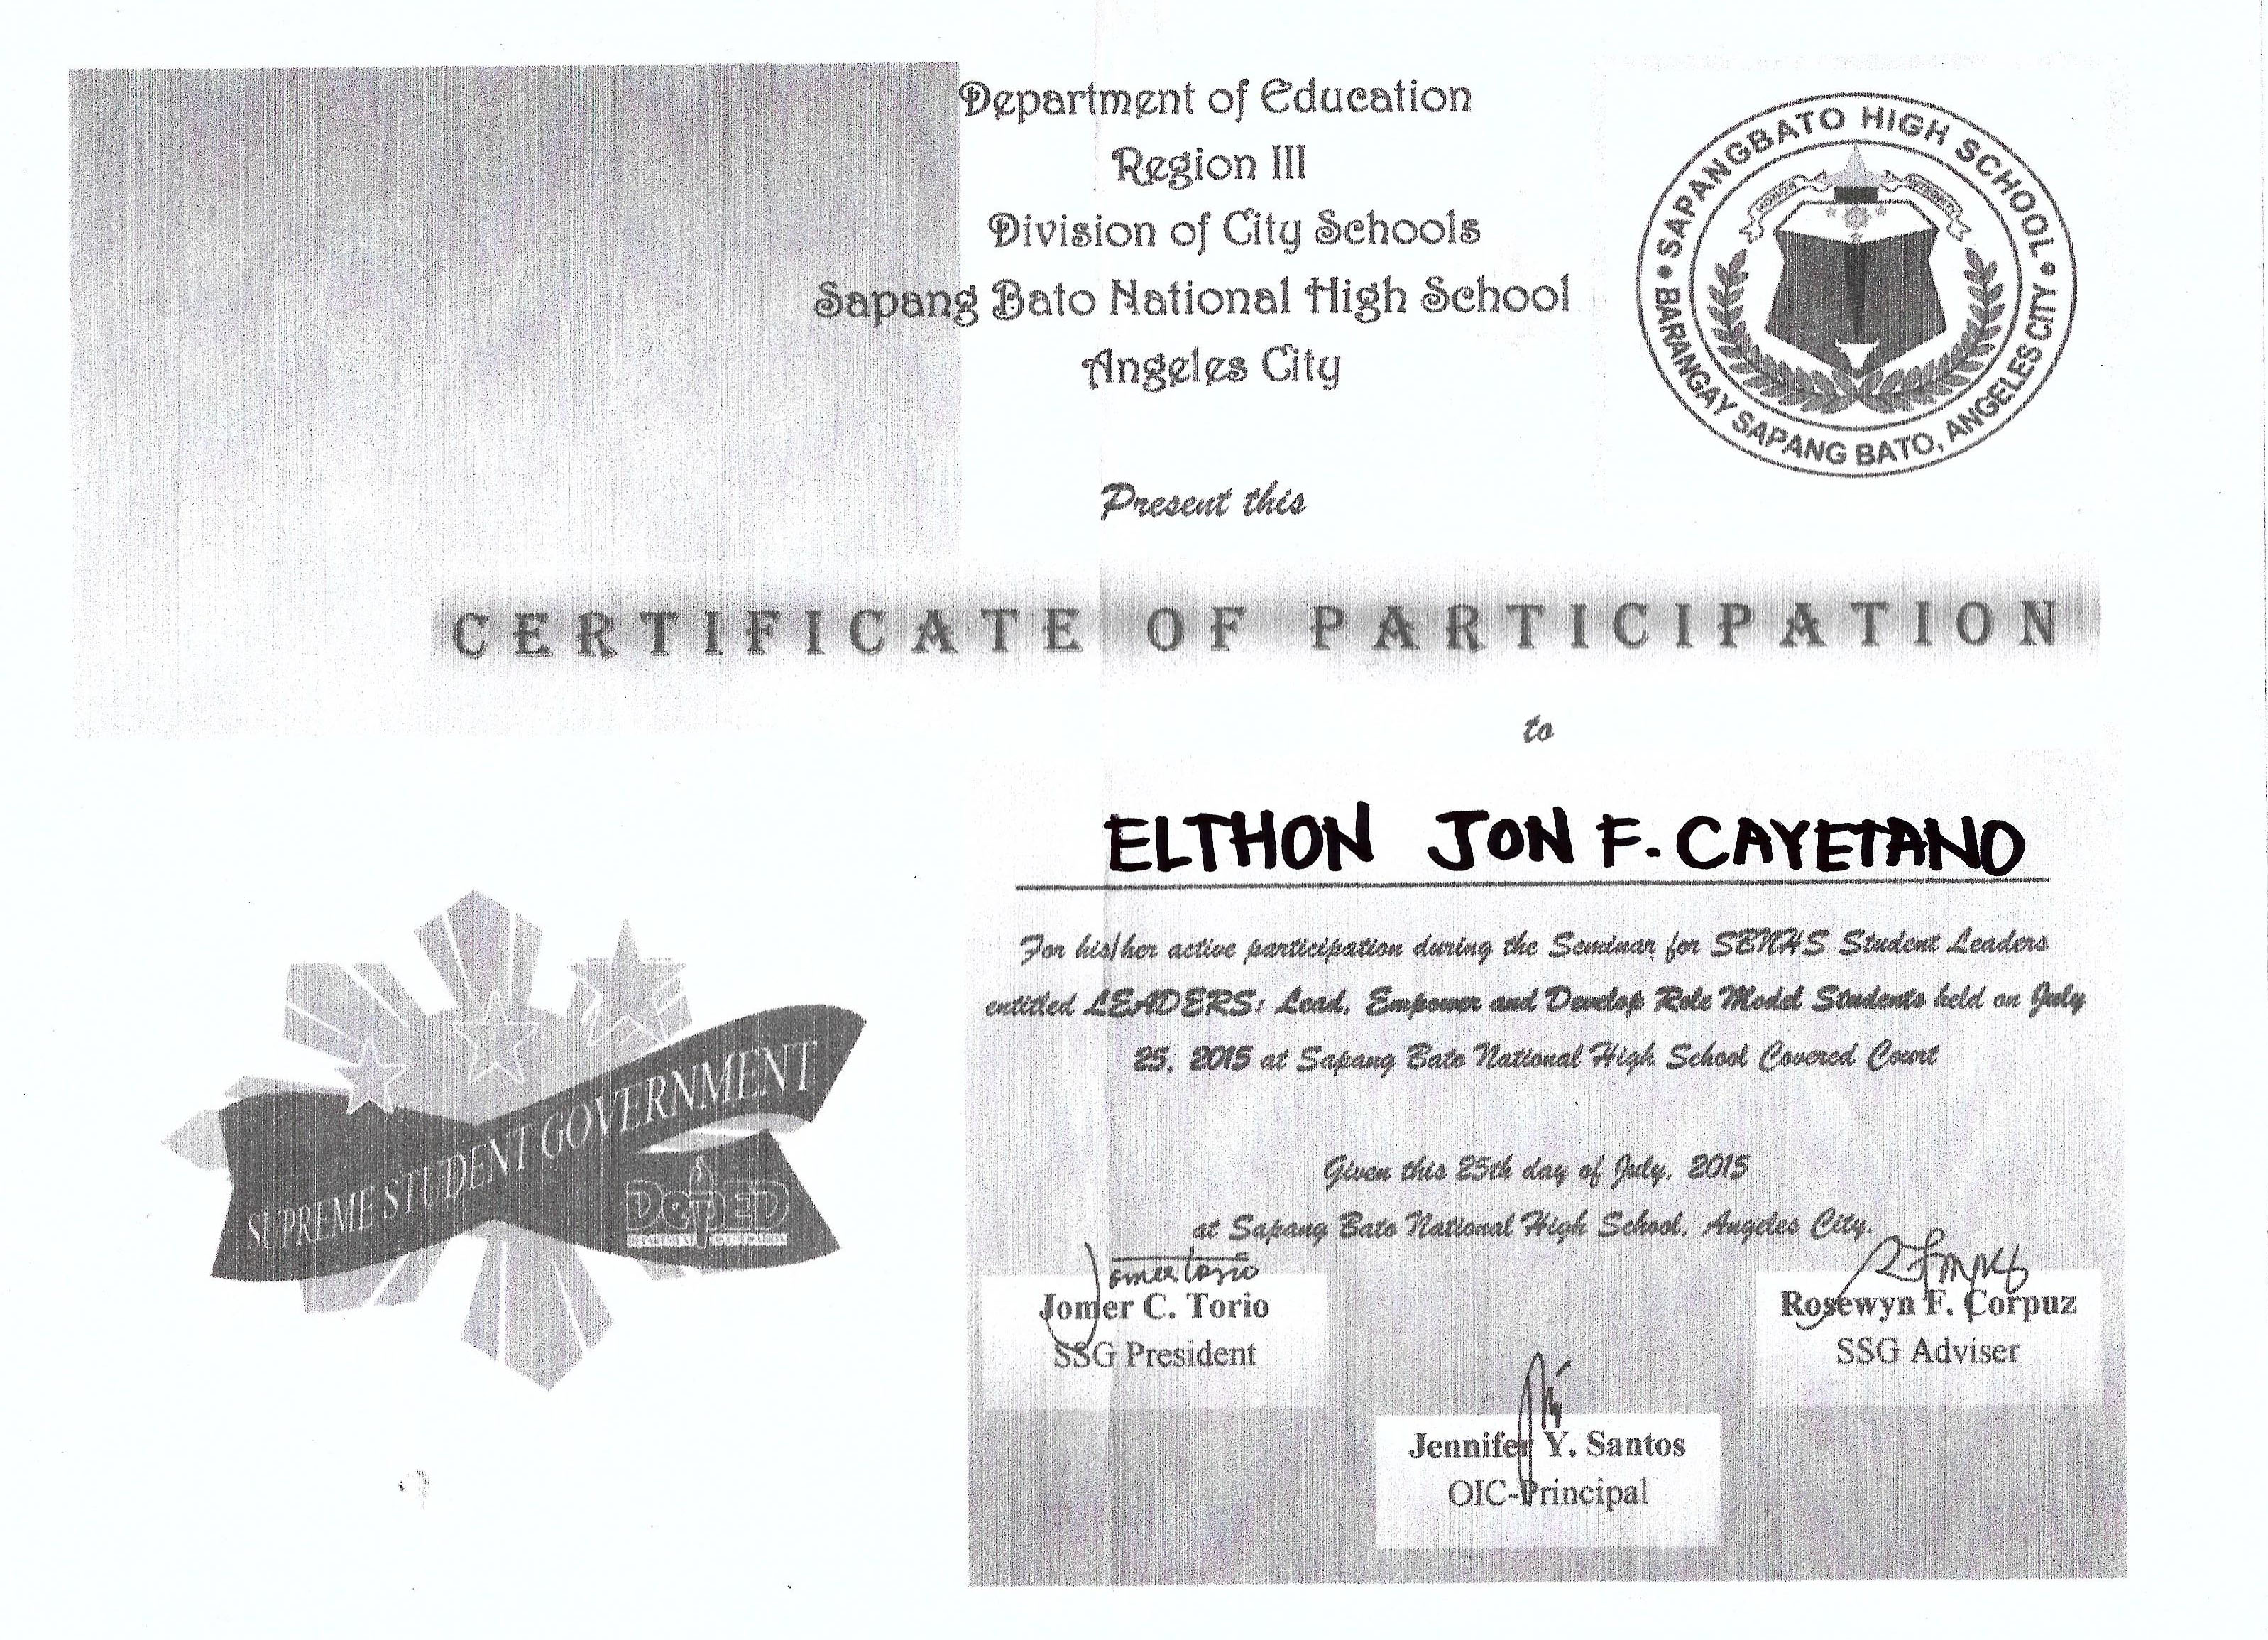 Department of Education
Region III
Division of City Schools
Sapang Bato National High School
Angeles City
• SAPANGBATO HIGH SCHOOL •
BARANGAY SAPANG BATO, ANGELES CITY
HONOR
INTEGRITY
Present this
CERTIFICATE OF PARTICIPATION
to
ELTHON JON F. CAYETANO
For his/her active participation during the Seminar for SBNHS Student Leaders
entitled LEADERS: Lead, Empower and Develop Role Model Students held on July
25, 2015 at Sapang Bato National High School Covered Court
Given this 25th day of July, 2015
at Sapang Bato National High School, Angeles City.
SUPREME STUDENT GOVERNMENT
DepED
DEPARTMENT OF EDUCATION
Jomer Torio
Jomer C. Torio
SSG President
Rosewyn F. Corpuz
SSG Adviser
Jennifer Y. Santos
OIC-Principal